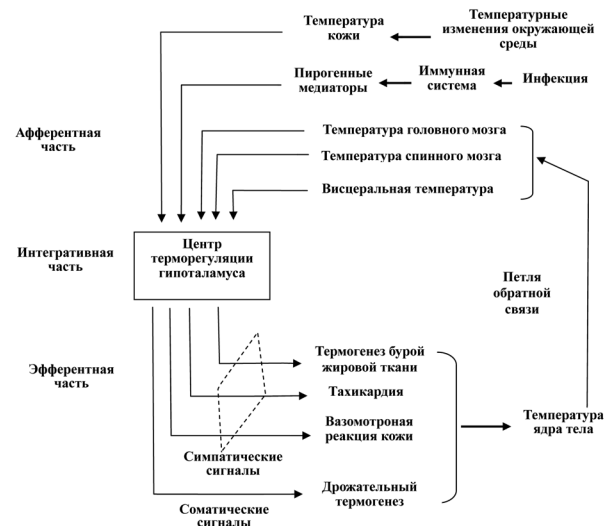 Температура
кожи
Температурные
изменения окружающей
среды
Пирогенные
медиаторы
Иммунная
система
Инфекция
Афферентная
часть
Температура головного мозга
Температура спинного мозга
Висцеральная температура
Интегративная
часть
Центр
терморегуляции
гипоталамуса
Петля
обратной
связи
Эфферентная
часть
Термогенез бурой
жировой ткани
Тахикардия
Вазомотроная
реакция кожи
Температура
ядра тела
Симпатические
сигналы
Дрожательный
термогенез
Соматические
сигналы